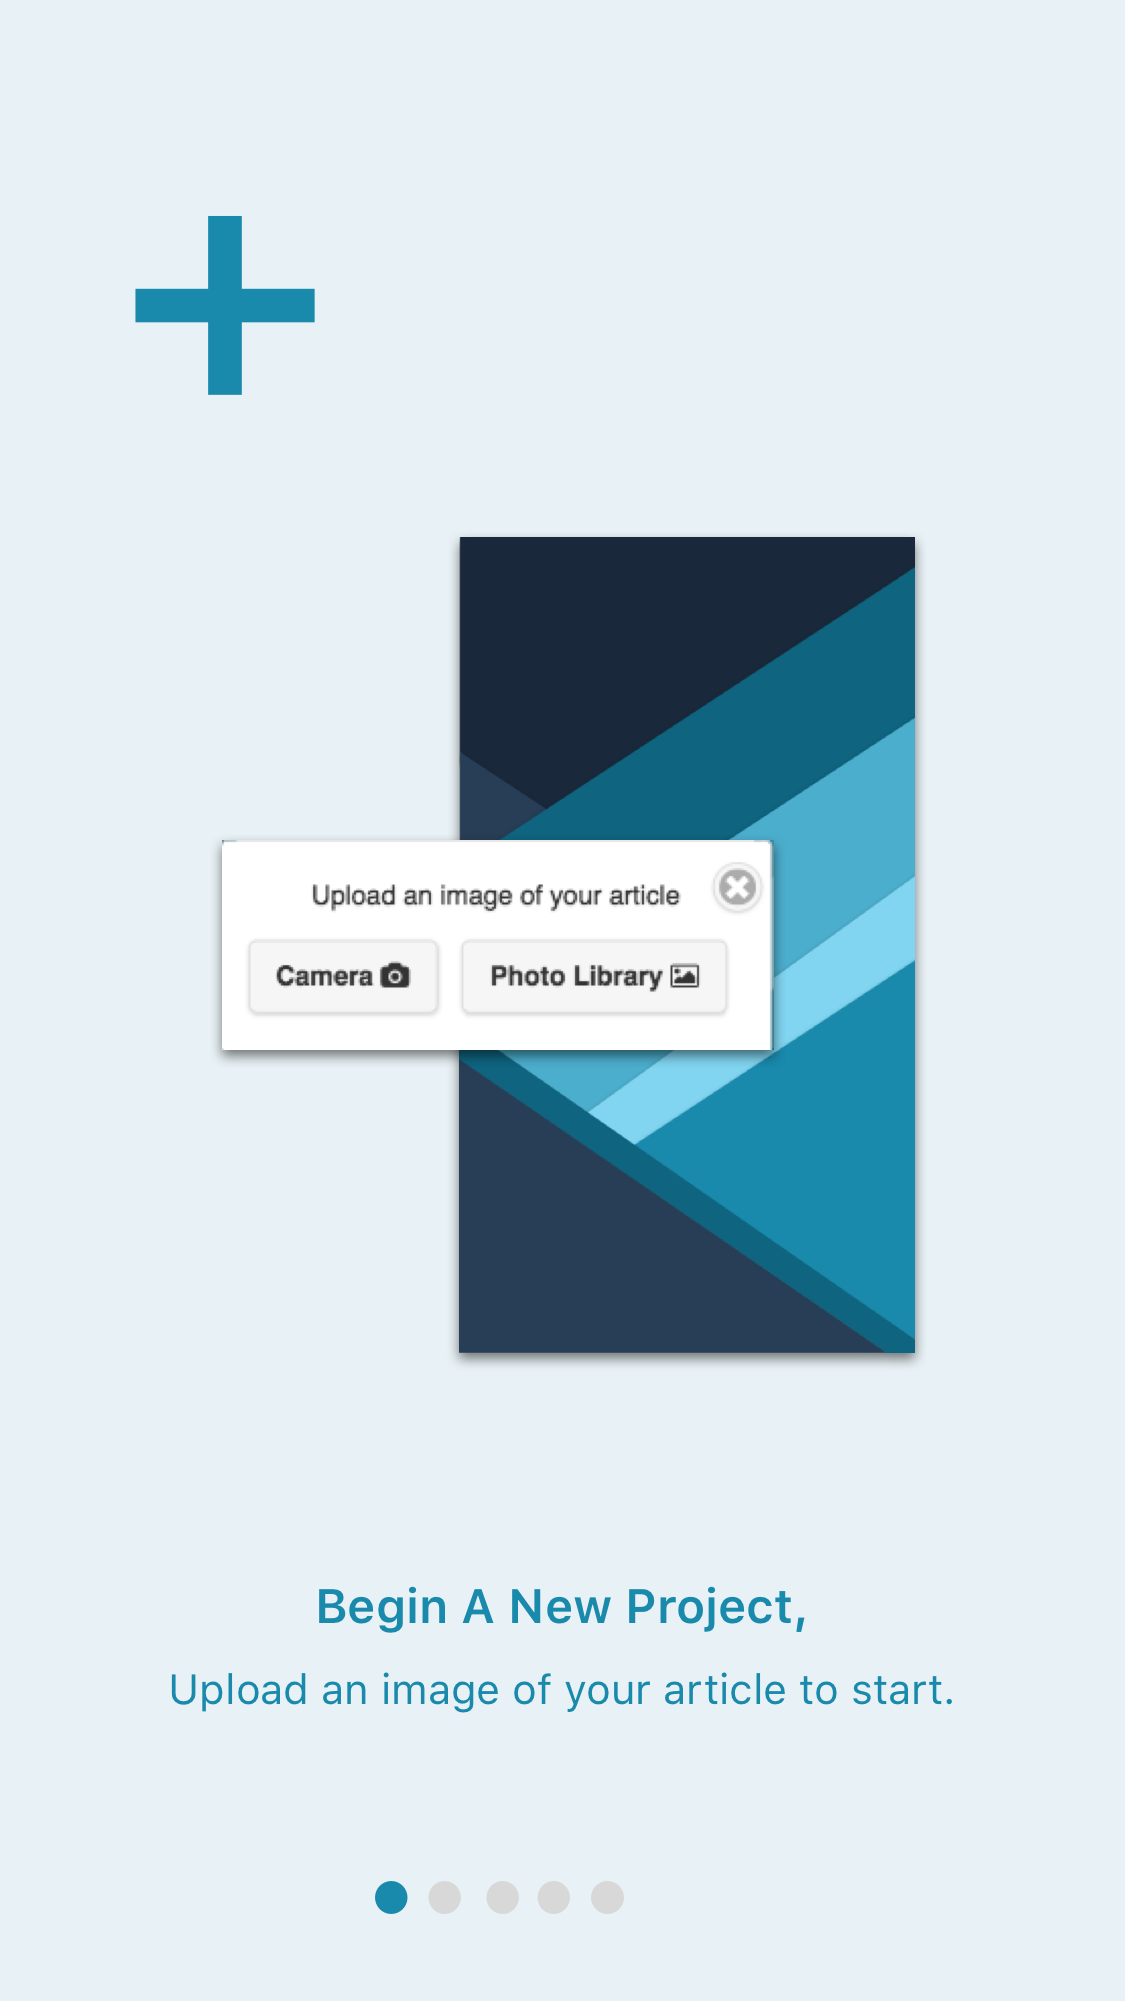 Upload an image of your article
Camera
Photo Library
Begin A New Project,
Upload an image of your article to start.